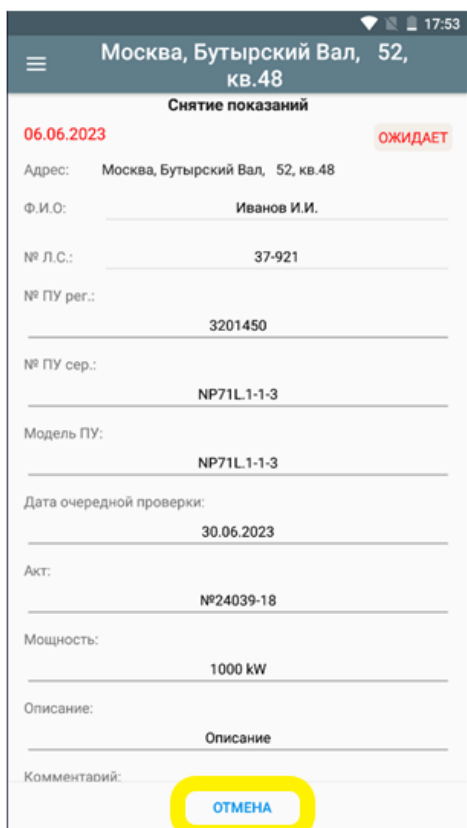 17:53
Москва, Бутырский Вал, 52,
кв.48
Снятие показаний
06.06.2023
ОЖИДАЕТ
Адрес: Москва, Бутырский Вал, 52, кв.48
Ф.И.О: Иванов И.И.
№ Л.С.: 37-921
№ ПУ рег.:
3201450
№ ПУ сер.:
NP71L.1-1-3
Модель ПУ:
NP71L.1-1-3
Дата очередной проверки:
30.06.2023
Акт:
№24039-18
Мощность:
1000 kW
Описание:
Описание
Комментарий:
ОТМЕНА